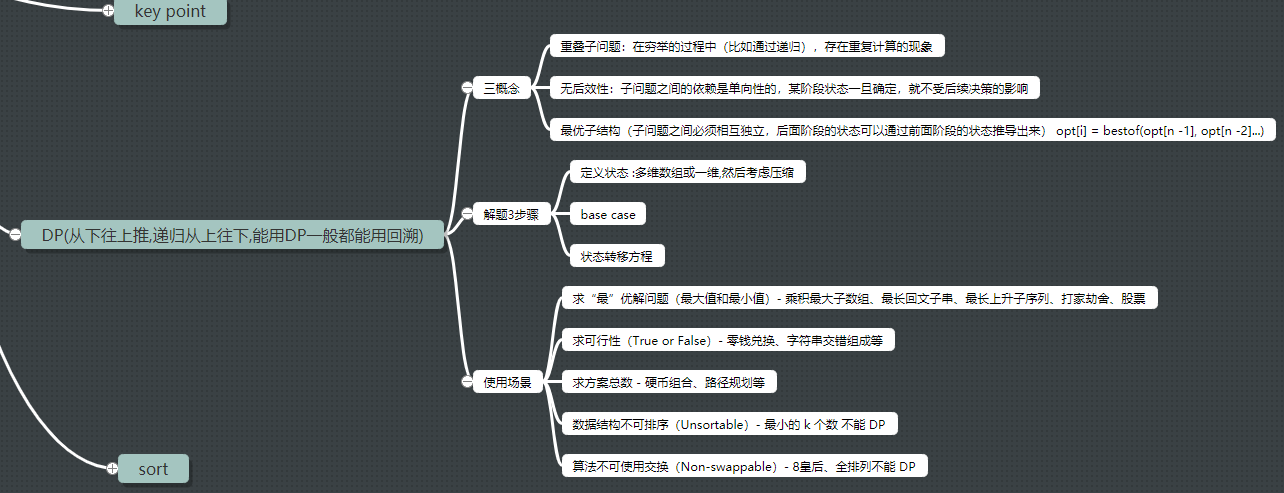 key point
重叠子问题：在穷举的过程中（比如通过递归），存在重复计算的现象
三概念
无后效性：子问题之间的依赖是单向性的，某阶段状态一旦确定，就不受后续决策的影响
最优子结构（子问题之间必须相互独立，后面阶段的状态可以通过前面阶段的状态推导出来） opt[i] = bestof(opt[n -1], opt[n -2]...)
定义状态 :多维数组或一维,然后考虑压缩
解题3步骤
base case
DP(从下往上推,递归从上往下,能用DP一般都能用回溯)
状态转移方程
求“最”优解问题（最大值和最小值）- 乘积最大子数组、最长回文子串、最长上升子序列、打家劫舍、股票
求可行性（True or False）- 零钱兑换、字符串交错组成等
使用场景
求方案总数 - 硬币组合、路径规划等
数据结构不可排序（Unsortable）- 最小的 k 个数 不能 DP
算法不可使用交换（Non-swappable）- 8皇后、全排列不能 DP
sort